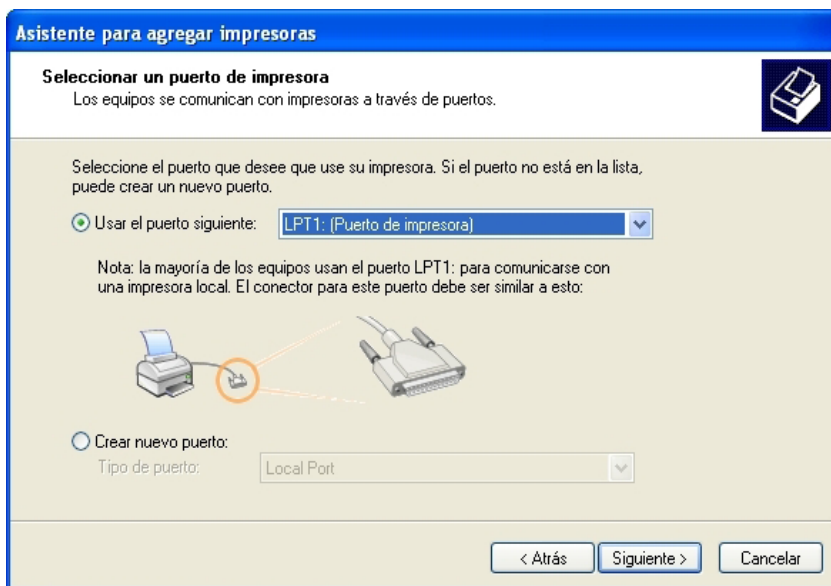 Asistente para agregar impresoras
Seleccionar un puerto de impresora
Los equipos se comunican con impresoras a través de puertos.
Seleccione el puerto que desee que use su impresora. Si el puerto no está en la lista,
puede crear un nuevo puerto.
Usar el puerto siguiente: LPT1: (Puerto de impresora)
Nota: la mayoría de los equipos usan el puerto LPT1: para comunicarse con
una impresora local. El conector para este puerto debe ser similar a esto:
Crear nuevo puerto:
Tipo de puerto: Local Port
< Atrás Siguiente > Cancelar